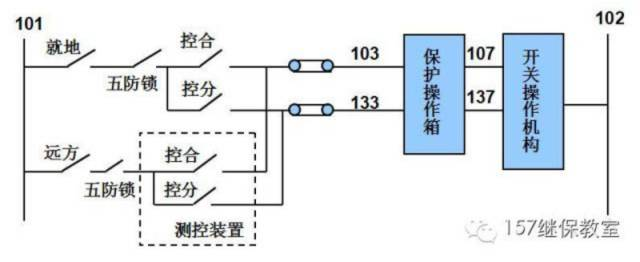 101
102
就地
控合
五防锁
控分
103
107
133
137
保护操作箱
开关操作机构
远方
控合
五防锁
控分
测控装置
157继保教室